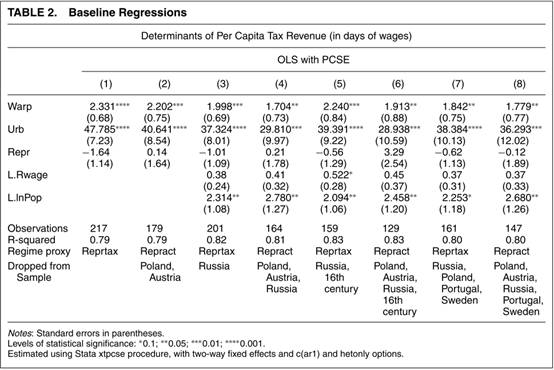 TABLE 2. Baseline Regressions
Determinants of Per Capita Tax Revenue (in days of wages)
OLS with PCSE
(1) (2) (3) (4) (5) (6) (7) (8)
Warp 2.331**** 2.202*** 1.998*** 1.704** 2.240*** 1.913** 1.842** 1.779**
(0.68) (0.75) (0.69) (0.73) (0.84) (0.88) (0.75) (0.77)
Urb 47.785**** 40.641**** 37.324**** 29.810*** 39.391**** 28.938*** 38.384**** 36.293***
(7.23) (8.54) (8.01) (9.97) (9.22) (10.59) (10.13) (12.02)
Repr −1.64 0.14 −1.01 0.21 −0.56 3.29 −0.62 −0.12
(1.14) (1.64) (1.09) (1.78) (1.29) (2.54) (1.13) (1.89)
L.Rwage 0.38 0.41 0.522* 0.45 0.37 0.37
(0.24) (0.32) (0.28) (0.37) (0.31) (0.33)
L.lnPop 2.314** 2.780** 2.094** 2.458** 2.253* 2.680**
(1.08) (1.27) (1.06) (1.20) (1.18) (1.26)
Observations 217 179 201 164 159 129 161 147
R-squared 0.79 0.79 0.82 0.81 0.83 0.83 0.80 0.80
Regime proxy Reprtax Repract Reprtax Repract Reprtax Repract Reprtax Repract
Dropped from Poland, Russia Poland, Russia, Poland, Russia, Poland,
Sample Austria Austria, 16th Austria, Poland, Austria,
Russia century Russia, Portugal, Russia,
16th Sweden Portugal,
century Sweden
Notes: Standard errors in parentheses.
Levels of statistical significance: *0.1; **0.05; ***0.01; ****0.001.
Estimated using Stata xtpcse procedure, with two-way fixed effects and c(ar1) and hetonly options.